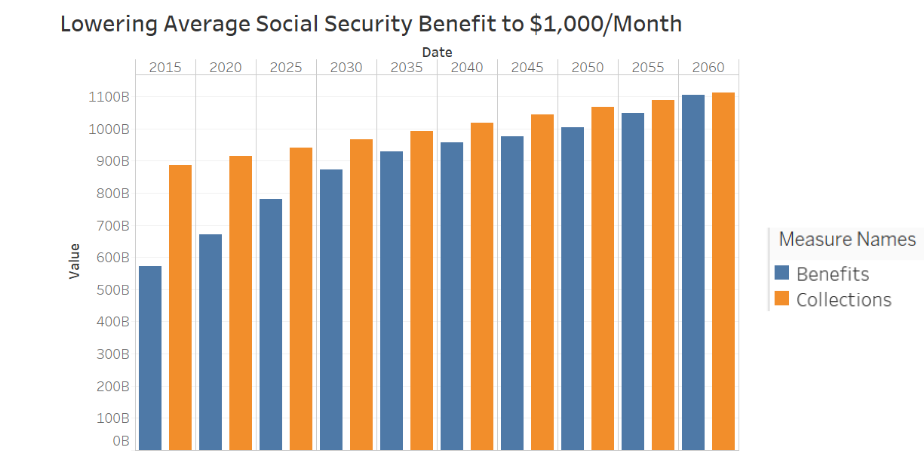 Lowering Average Social Security Benefit to $1,000/Month
Date
2015 2020 2025 2030 2035 2040 2045 2050 2055 2060
1100B
1000B
900B
800B
700B
600B
500B
400B
300B
200B
100B
0B
Value
Measure Names
Benefits
Collections